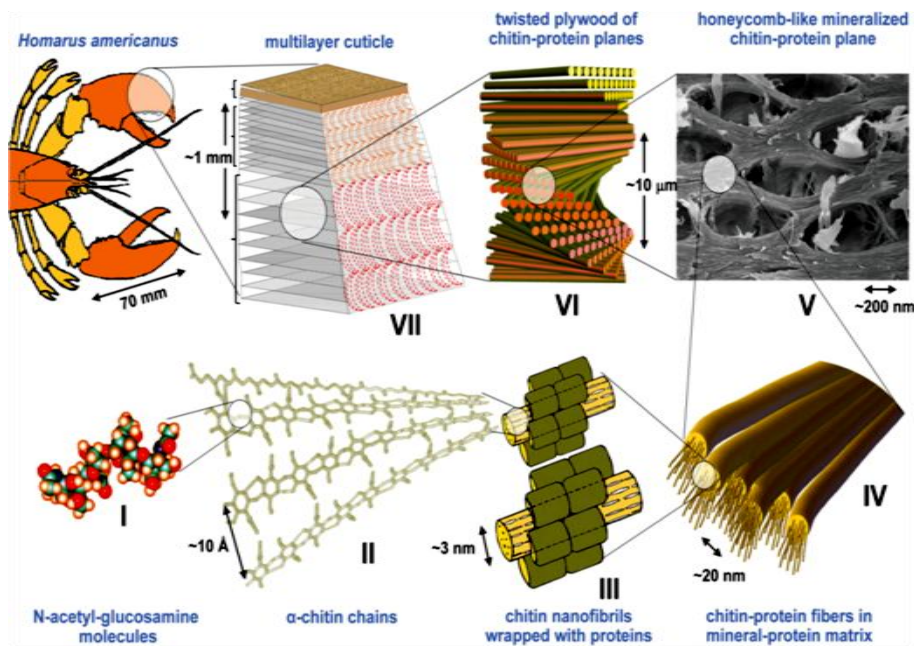 Homarus americanus
multilayer cuticle
twisted plywood of
chitin-protein planes
honeycomb-like mineralized
chitin-protein plane
~1 mm
~10 μm
70 mm
VII
VI
V
~200 nm
I
~10 Å
II
~3 nm
III
IV
~20 nm
N-acetyl-glucosamine
molecules
α-chitin chains
chitin nanofibrils
wrapped with proteins
chitin-protein fibers in
mineral-protein matrix